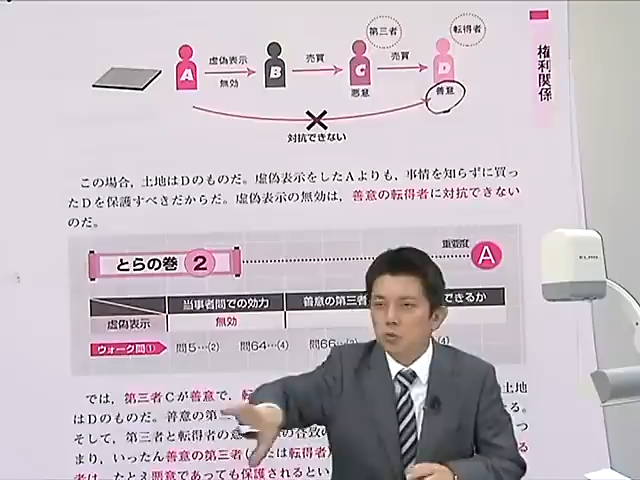 第三者
転得者
権利関係
虚偽表示
売買
売買
A
B
C
D
無効
悪意
善意
対抗できない
この場合，土地はDのものだ。虚偽表示をしたAよりも，事情を知らずに買っ
たDを保護すべきだからだ。虚偽表示の無効は，善意の転得者に対抗できない
のだ。
とらの巻 2
重要度
A
当事者間での効力
善意の第三者
できるか
虚偽表示
無効
ウォーク問①
問5…(2)
問64…(4)
問66
(4)
では，第三者Cが善意で，
土地
はDのものだ。善意の第
る。
そして，第三者と転得者の
つ
まり，いったん善意の第三者
は転得者
たとえ悪意であっても保護されるとい
ELMO